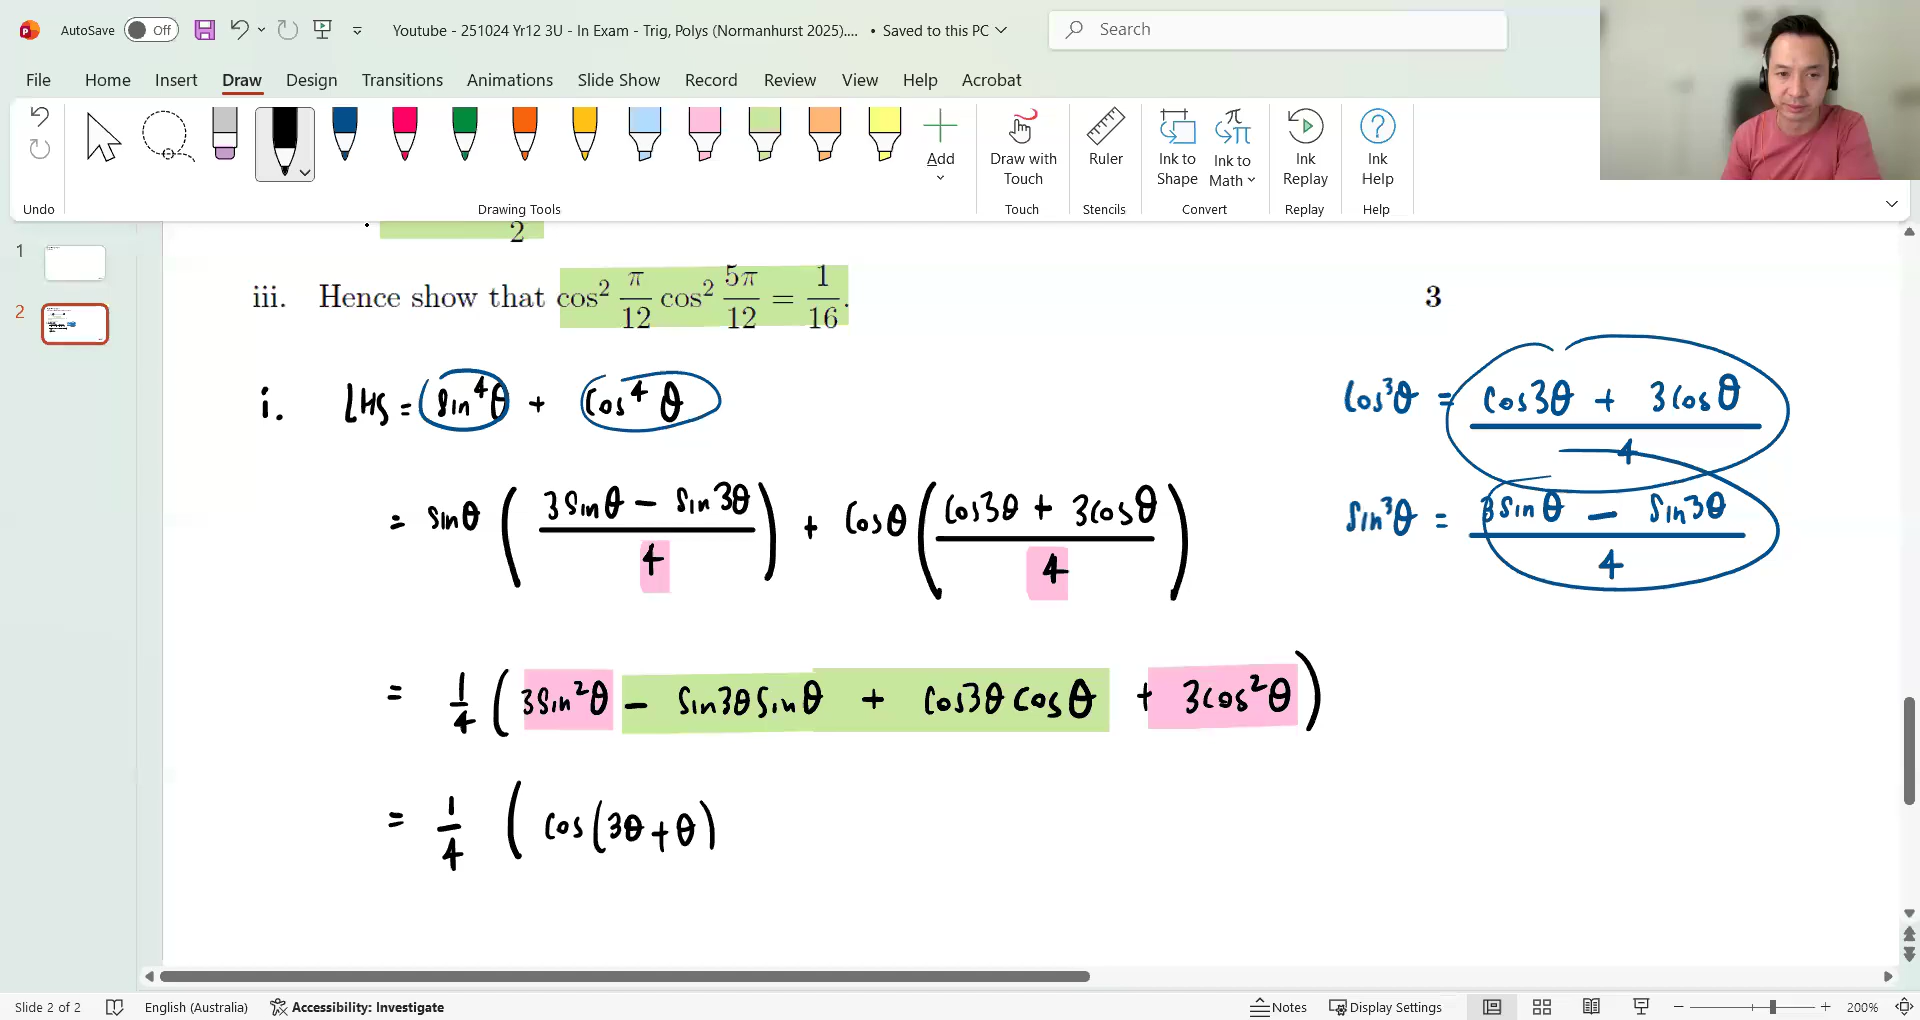 AutoSave Off Youtube - 251024 Yr12 3U - In Exam - Trig, Polys (Normanhurst 2025).... • Saved to this PC Search
File Home Insert Draw Design Transitions Animations Slide Show Record Review View Help Acrobat
Add Draw with Touch Ruler Ink to Shape Ink to Math Ink Replay Ink Help
Undo Drawing Tools Touch Stencils Convert Replay Help
1
2
2
iii. Hence show that cos² π/12 cos² 5π/12 = 1/16. 3
i. LHS = sin⁴θ + cos⁴θ
cos³θ = (cos3θ + 3cosθ)/4
= sinθ ((3sinθ − sin3θ)/4) + cosθ ((cos3θ + 3cosθ)/4)
sin³θ = (3sinθ − sin3θ)/4
= 1/4 (3sin²θ − sin3θ sinθ + cos3θ cosθ + 3cos²θ)
= 1/4 ( cos(3θ + θ)
Slide 2 of 2 English (Australia) Accessibility: Investigate Notes Display Settings 200%